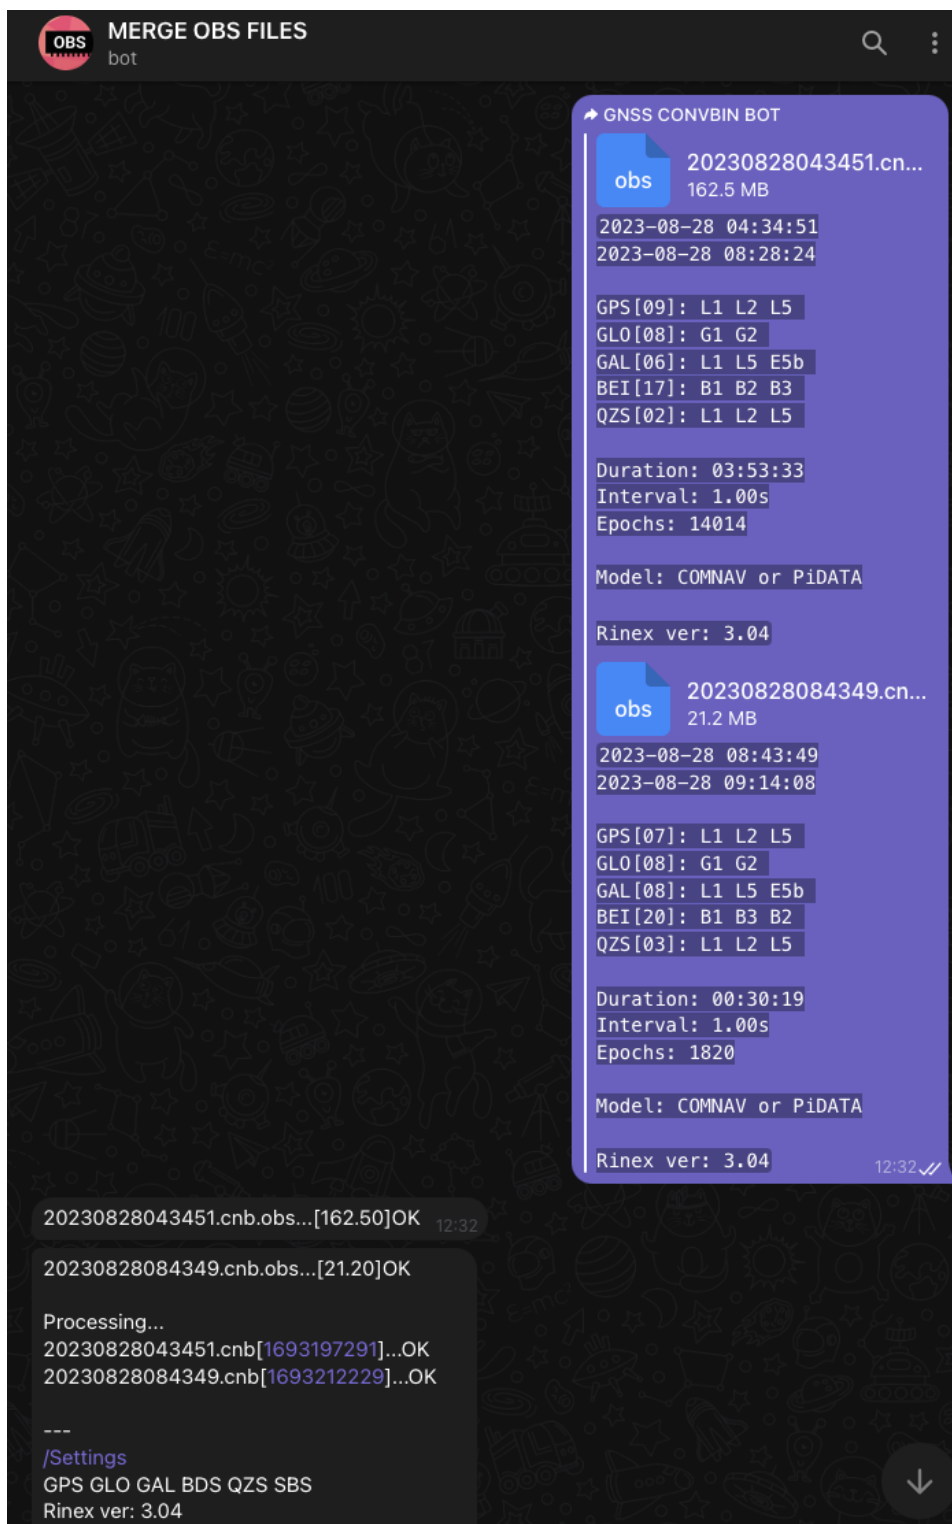 OBS
MERGE OBS FILES
bot
GNSS CONVBIN BOT
obs
20230828043451.cn...
162.5 MB
2023-08-28 04:34:51
2023-08-28 08:28:24
GPS[09]: L1 L2 L5
GLO[08]: G1 G2
GAL[06]: L1 L5 E5b
BEI[17]: B1 B2 B3
QZS[02]: L1 L2 L5
Duration: 03:53:33
Interval: 1.00s
Epochs: 14014
Model: COMNAV or PiDATA
Rinex ver: 3.04
obs
20230828084349.cn...
21.2 MB
2023-08-28 08:43:49
2023-08-28 09:14:08
GPS[07]: L1 L2 L5
GLO[08]: G1 G2
GAL[08]: L1 L5 E5b
BEI[20]: B1 B3 B2
QZS[03]: L1 L2 L5
Duration: 00:30:19
Interval: 1.00s
Epochs: 1820
Model: COMNAV or PiDATA
Rinex ver: 3.04
12:32
20230828043451.cnb.obs...[162.50]OK
12:32
20230828084349.cnb.obs...[21.20]OK
Processing...
20230828043451.cnb[1693197291]...OK
20230828084349.cnb[1693212229]...OK
---
/Settings
GPS GLO GAL BDS QZS SBS
Rinex ver: 3.04